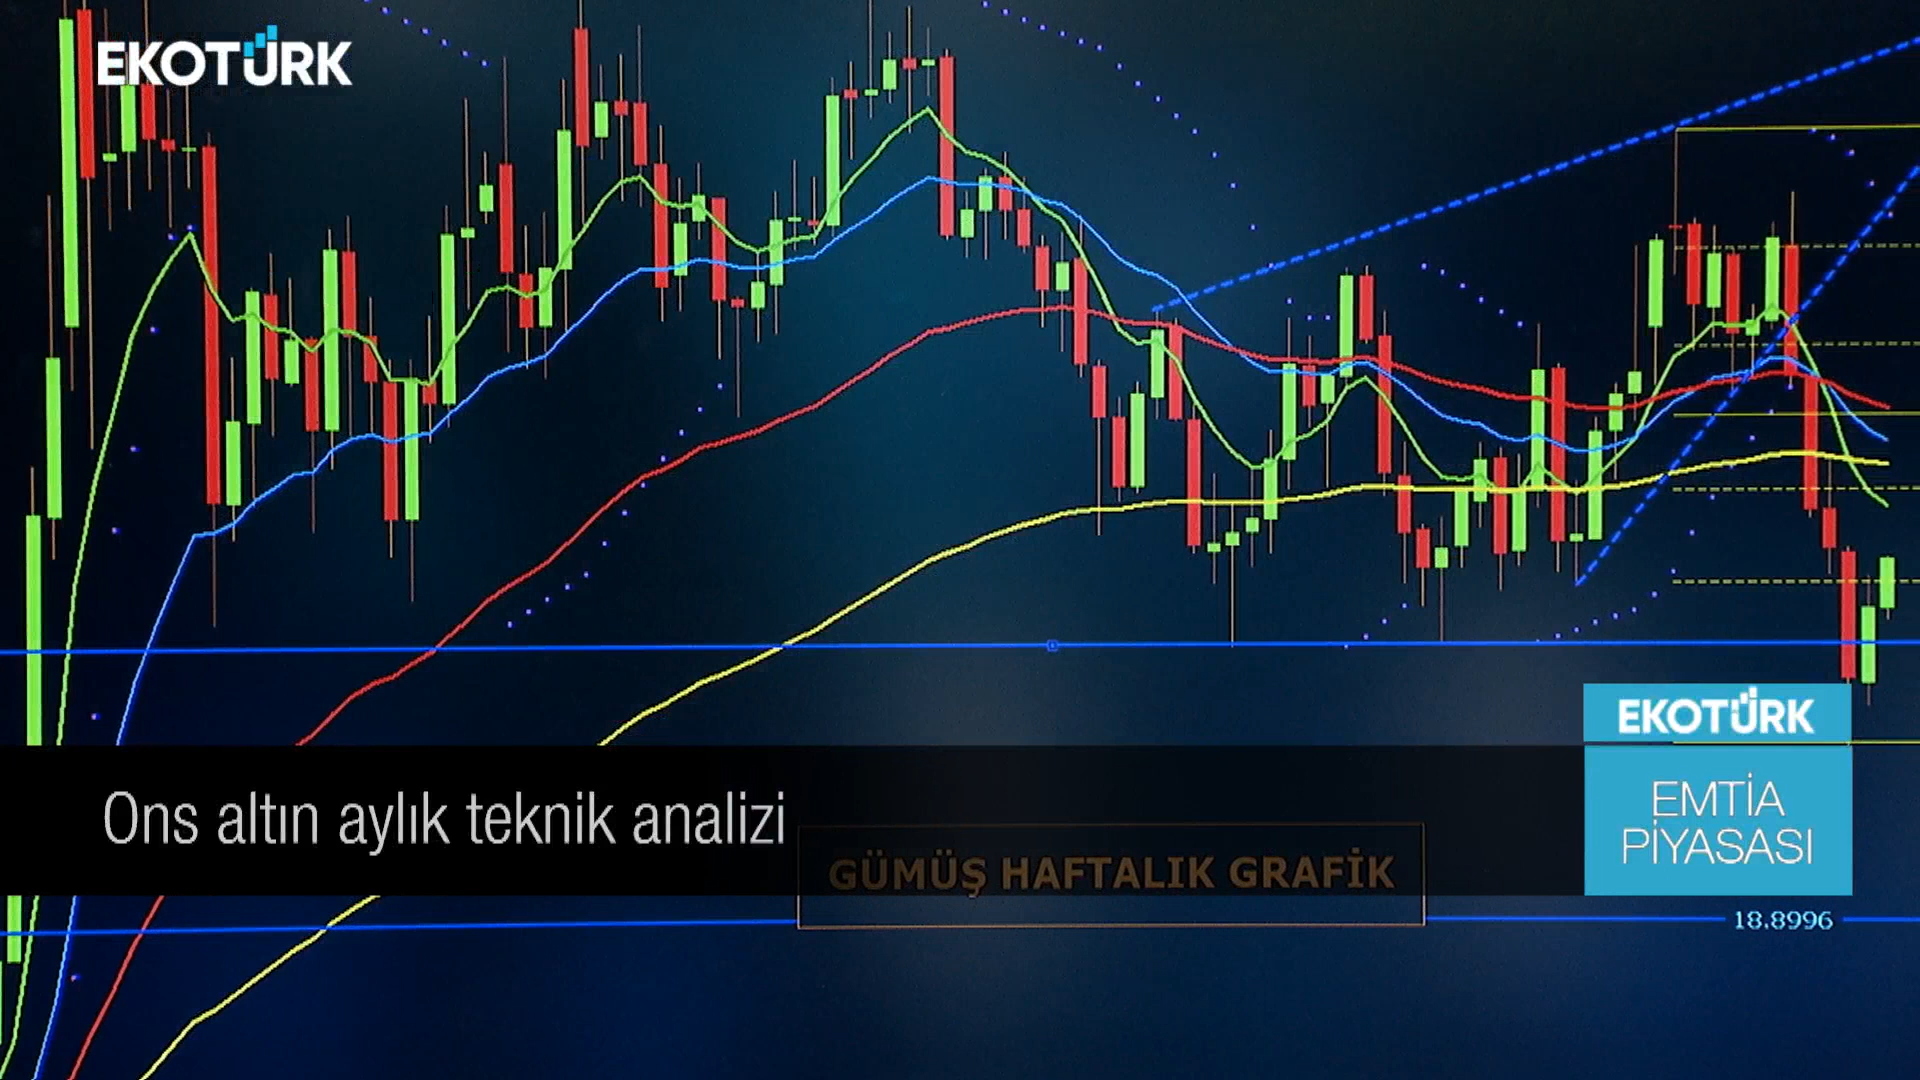 EKOTÜRK
EKOTÜRK
Ons altın aylık teknik analizi
EMTİA
PİYASASI
GÜMÜŞ HAFTALIK GRAFİK
18.8996